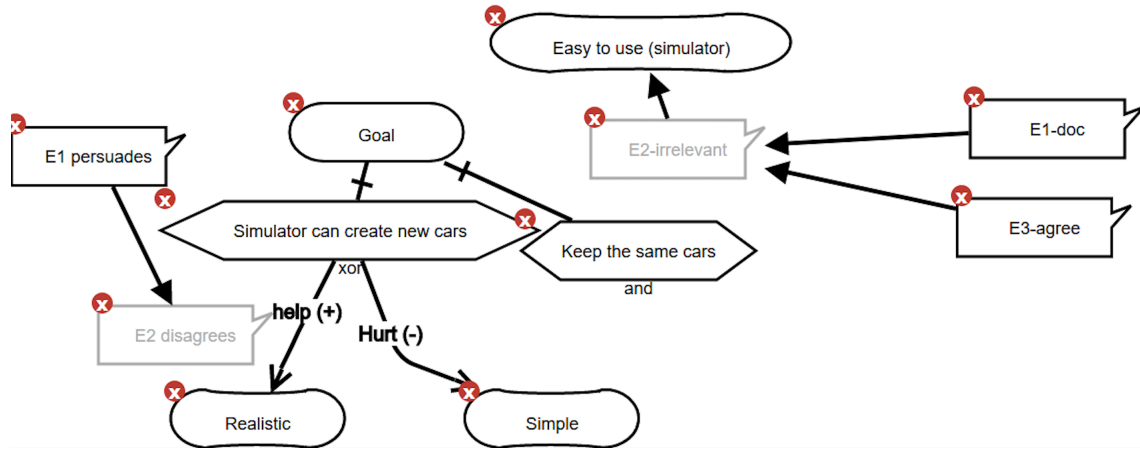 x
Easy to use (simulator)
x
Goal
x
E1 persuades
x
E2-irrelevant
x
E1-doc
x
x
Simulator can create new cars
x
Keep the same cars
x
E3-agree
xor
and
x
E2 disagrees
help (+)
Hurt (-)
x
Realistic
x
Simple